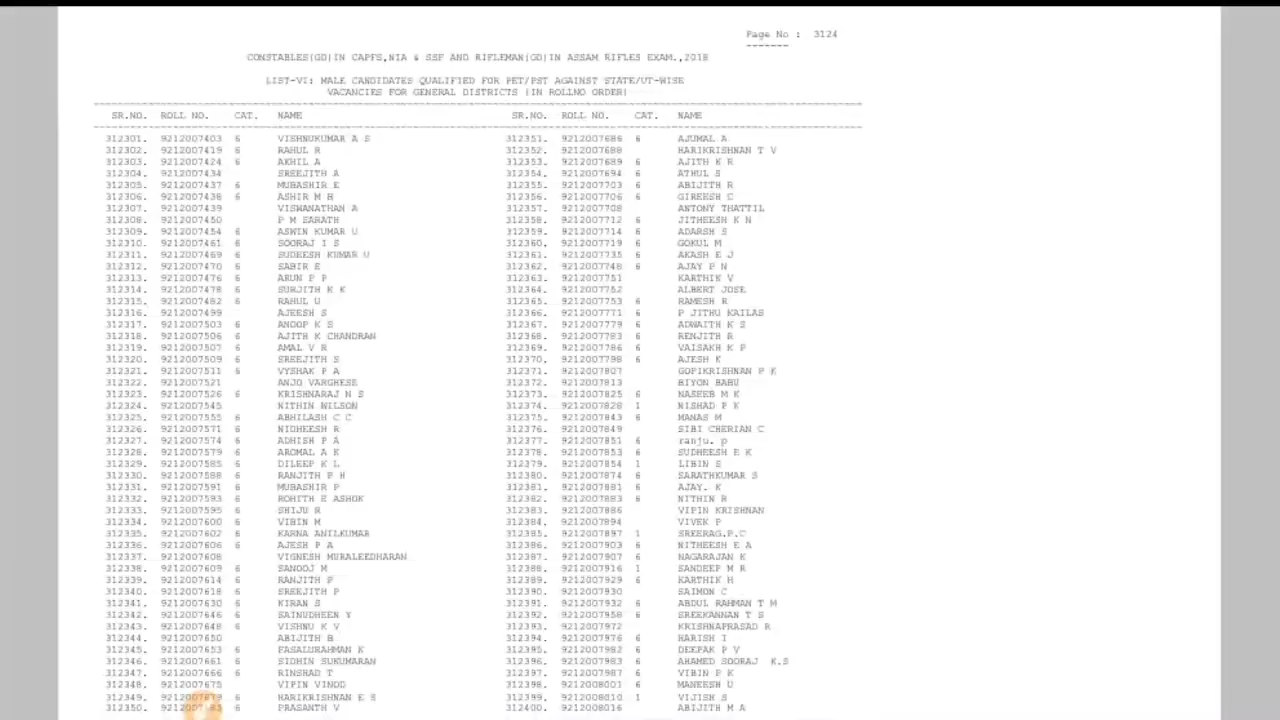 Page No : 3124
CONSTABLES(GD)IN CAPFS,NIA & SSF AND RIFLEMAN(GD)IN ASSAM RIFLES EXAM.,2018
LIST-VI: MALE CANDIDATES QUALIFIED FOR PET/PST AGAINST STATE/UT-WISE
VACANCIES FOR GENERAL DISTRICTS (IN ROLLNO ORDER)
SR.NO. ROLL NO. CAT. NAME SR.NO. ROLL NO. CAT. NAME
312301. 9212007403 6 VISHNUKUMAR A S 312351. 9212007686 6 AJUMAL A
312302. 9212007419 6 RAHUL R 312352. 9212007688 HARIKRISHNAN T V
312303. 9212007424 6 AKHIL A 312353. 9212007689 6 AJITH K R
312304. 9212007434 SREEJITH A 312354. 9212007694 6 ATHUL S
312305. 9212007437 6 MUBASHIR E 312355. 9212007703 6 ABIJITH R
312306. 9212007438 6 ASHIR M H 312356. 9212007706 6 GIREESH C
312307. 9212007439 VISWANATHAN A 312357. 9212007708 ANTONY THATTIL
312308. 9212007450 P M SARATH 312358. 9212007712 6 JITHEESH K N
312309. 9212007454 6 ASWIN KUMAR U 312359. 9212007714 6 ADARSH S
312310. 9212007461 6 SOORAJ I S 312360. 9212007719 6 GOKUL M
312311. 9212007469 6 SUDEESH KUMAR U 312361. 9212007735 6 AKASH E J
312312. 9212007470 6 SABIR E 312362. 9212007748 6 AJAY P N
312313. 9212007476 6 ARUN P P 312363. 9212007751 KARTHIK V
312314. 9212007478 6 SURJITH K K 312364. 9212007752 ALBERT JOSE
312315. 9212007482 6 RAHUL U 312365. 9212007753 6 RAMESH R
312316. 9212007499 AJEESH S 312366. 9212007771 6 P JITHU KAILAS
312317. 9212007503 6 ANOOP K S 312367. 9212007779 6 ADWAITH K S
312318. 9212007506 6 AJITH K CHANDRAN 312368. 9212007783 6 RENJITH R
312319. 9212007507 6 AMAL V R 312369. 9212007786 6 VAISAKH K P
312320. 9212007509 6 SREEJITH S 312370. 9212007798 6 AJESH K
312321. 9212007511 6 VYSHAK P A 312371. 9212007807 GOPIKRISHNAN P K
312322. 9212007521 ANJO VARGHESE 312372. 9212007813 BIYON BABU
312323. 9212007526 6 KRISHNARAJ N S 312373. 9212007825 6 NASEEB M K
312324. 9212007545 NITHIN WILSON 312374. 9212007828 1 NISHAD P K
312325. 9212007555 6 ABHILASH C C 312375. 9212007843 6 MANAS M
312326. 9212007571 6 NIDHEESH R 312376. 9212007849 SIBI CHERIAN C
312327. 9212007574 6 ADHISH P A 312377. 9212007851 6 ranju. p
312328. 9212007579 6 AROMAL A K 312378. 9212007853 6 SUDHEESH E K
312329. 9212007585 6 DILEEP K L 312379. 9212007854 1 LIBIN S
312330. 9212007588 6 RANJITH P H 312380. 9212007874 6 SARATHKUMAR S
312331. 9212007591 6 MUBASHIR P 312381. 9212007881 6 AJAY. K
312332. 9212007593 6 ROHITH E ASHOK 312382. 9212007883 6 NITHIN R
312333. 9212007595 6 SHIJU R 312383. 9212007886 VIPIN KRISHNAN
312334. 9212007600 6 VIBIN M 312384. 9212007894 VIVEK P
312335. 9212007602 6 KARNA ANILKUMAR 312385. 9212007897 1 SREERAG.P.C
312336. 9212007606 6 AJESH P A 312386. 9212007903 6 NITHEESH E A
312337. 9212007608 VIGNESH MURALEEDHARAN 312387. 9212007907 6 NAGARAJAN K
312338. 9212007609 6 SANOOJ M 312388. 9212007916 1 SANDEEP M R
312339. 9212007614 6 RANJITH P 312389. 9212007929 6 KARTHIK H
312340. 9212007618 6 SREEJITH P 312390. 9212007930 SAIMON C
312341. 9212007630 6 KIRAN S 312391. 9212007932 6 ABDUL RAHMAN T M
312342. 9212007646 6 SAINUDHEEN Y 312392. 9212007958 6 SREEKANNAN T S
312343. 9212007648 6 VISHNU K V 312393. 9212007972 KRISHNAPRASAD R
312344. 9212007650 ABIJITH B 312394. 9212007976 6 HARISH I
312345. 9212007653 6 FASALURAHMAN K 312395. 9212007982 6 DEEPAK P V
312346. 9212007661 6 SIDHIN SUKUMARAN 312396. 9212007983 6 AHAMED SOORAJ K.S
312347. 9212007666 6 RINSHAD T 312397. 9212007987 6 VIBIN P K
312348. 9212007675 VIPIN VINOD 312398. 9212008001 6 MANEESH U
312349. 9212007679 6 HARIKRISHNAN E S 312399. 9212008010 1 VIJISH S
312350. 6 PRASANTH V 312400. 9212008016 ABIJITH M A